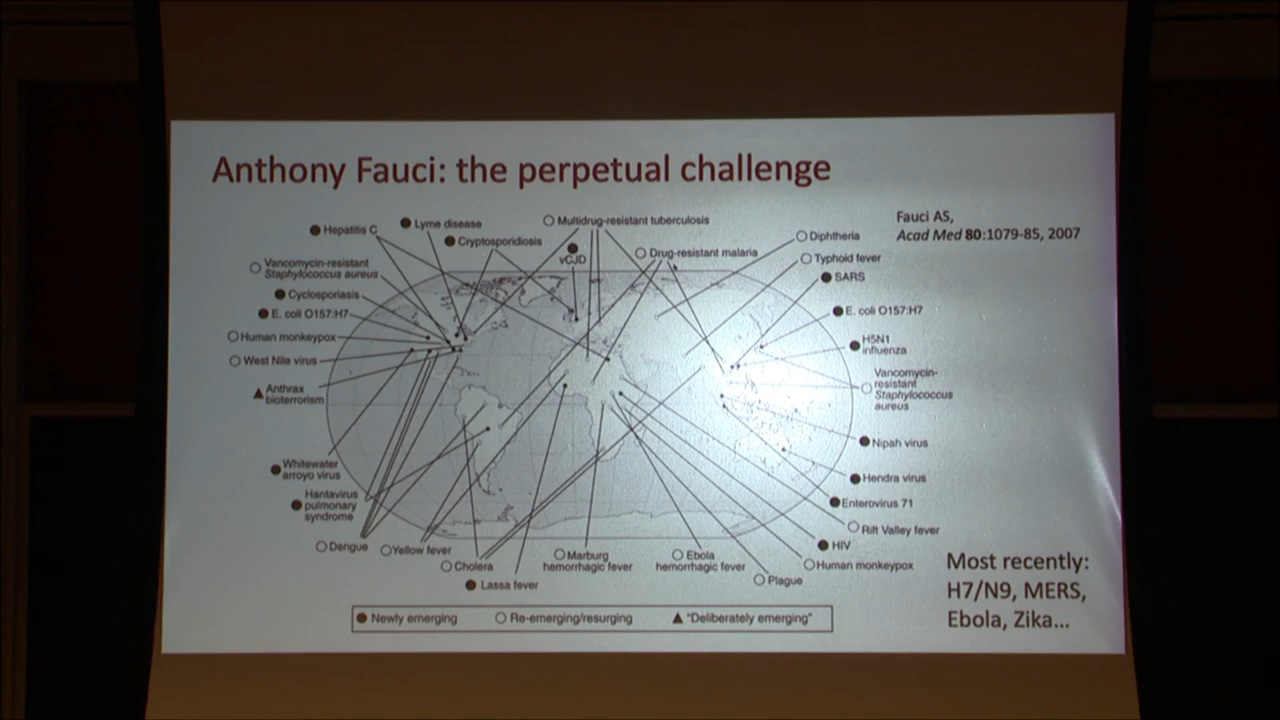 Anthony Fauci: the perpetual challenge
Fauci AS,
Acad Med 80:1079-85, 2007
Hepatitis C
Lyme disease
Cryptosporidiosis
Multidrug-resistant tuberculosis
vCJD
Drug-resistant malaria
Diphtheria
Typhoid fever
SARS
Vancomycin-resistant
Staphylococcus aureus
Cyclosporiasis
E. coli O157:H7
Human monkeypox
West Nile virus
Anthrax
bioterrorism
E. coli O157:H7
H5N1
influenza
Vancomycin-
resistant
Staphylococcus
aureus
Nipah virus
Hendra virus
Enterovirus 71
Rift Valley fever
HIV
Human monkeypox
Whitewater
arroyo virus
Hantavirus
pulmonary
syndrome
Dengue
Yellow fever
Cholera
Lassa fever
Marburg
hemorrhagic fever
Ebola
hemorrhagic fever
Plague
Most recently:
H7/N9, MERS,
Ebola, Zika...
Newly emerging
Re-emerging/resurging
"Deliberately emerging"